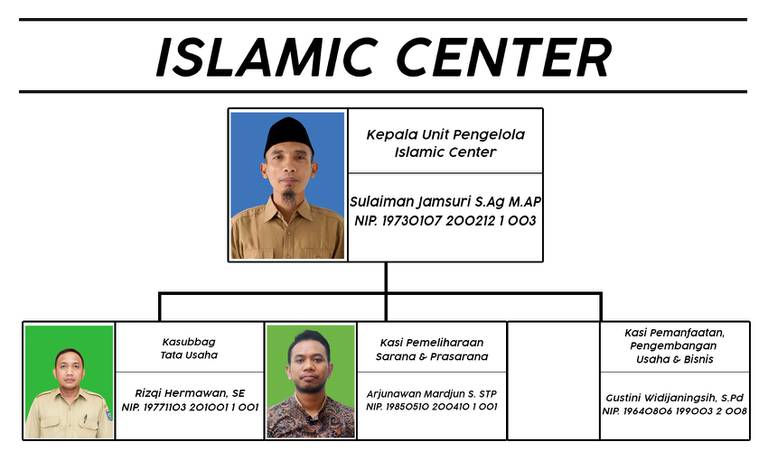 ISLAMIC CENTER
Kepala Unit Pengelola
Islamic Center
Sulaiman Jamsuri S.Ag M.AP
NIP. 19730107 200212 1 003
Kasubbag
Tata Usaha
Rizqi Hermawan, SE
NIP. 19771103 201001 1 001
Kasi Pemeliharaan
Sarana & Prasarana
Arjunawan Mardjun S. STP
NIP. 19850510 200410 1 001
Kasi Pemanfaatan,
Pengembangan
Usaha & Bisnis
Gustini Widijaningsih, S.Pd
NIP. 19640806 199003 2 008